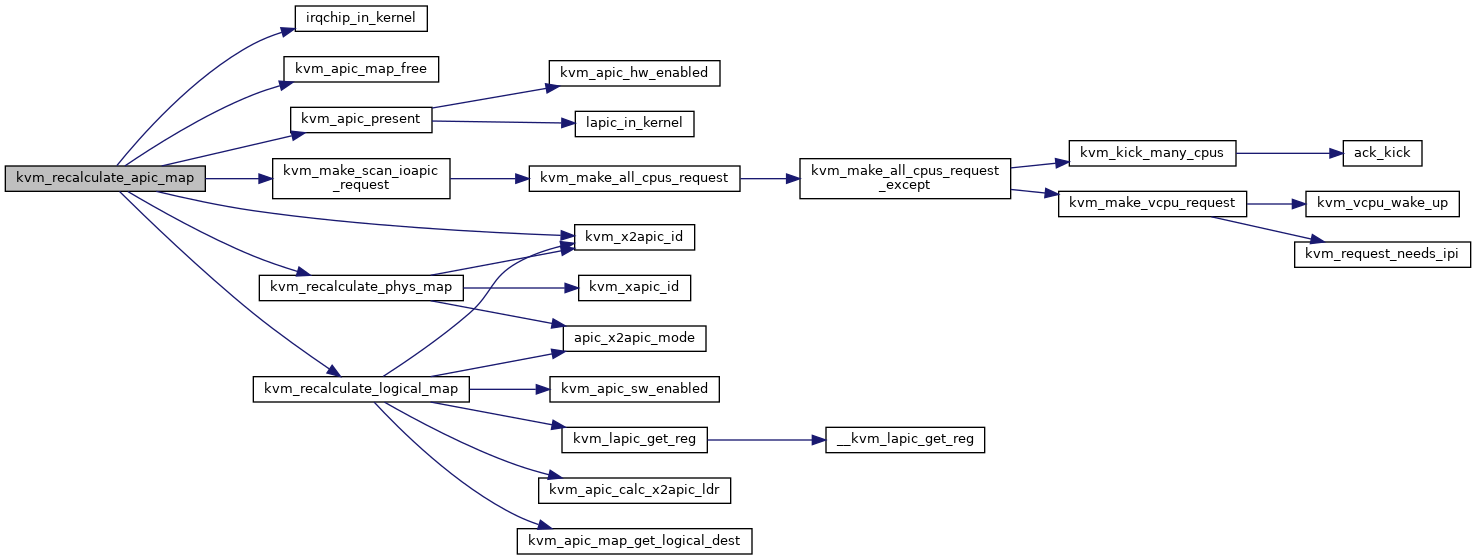 irqchip_in_kernel
kvm_apic_map_free
kvm_apic_hw_enabled
kvm_apic_present
lapic_in_kernel
kvm_kick_many_cpus
ack_kick
kvm_recalculate_apic_map
kvm_make_scan_ioapic
_request
kvm_make_all_cpus_request
kvm_make_all_cpus_request
_except
kvm_make_vcpu_request
kvm_vcpu_wake_up
kvm_x2apic_id
kvm_request_needs_ipi
kvm_recalculate_phys_map
kvm_xapic_id
apic_x2apic_mode
kvm_recalculate_logical_map
kvm_apic_sw_enabled
kvm_lapic_get_reg
__kvm_lapic_get_reg
kvm_apic_calc_x2apic_ldr
kvm_apic_map_get_logical_dest